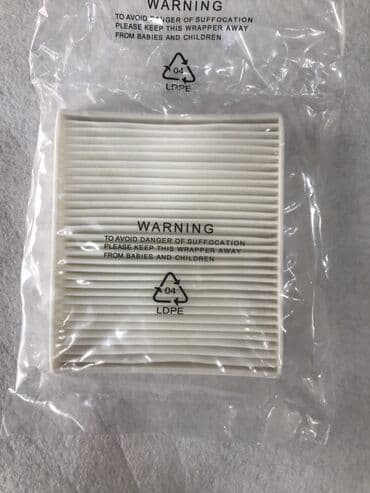 WARNING
TO AVOID DANGER OF SUFFOCATION
PLEASE KEEP THIS WRAPPER AWAY
FROM BABIES AND CHILDREN
04
LDPE
WARNING
TO AVOID DANGER OF SUFFOCATION
PLEASE KEEP THIS WRAPPER AWAY
FROM BABIES AND CHILDREN
04
LDPE